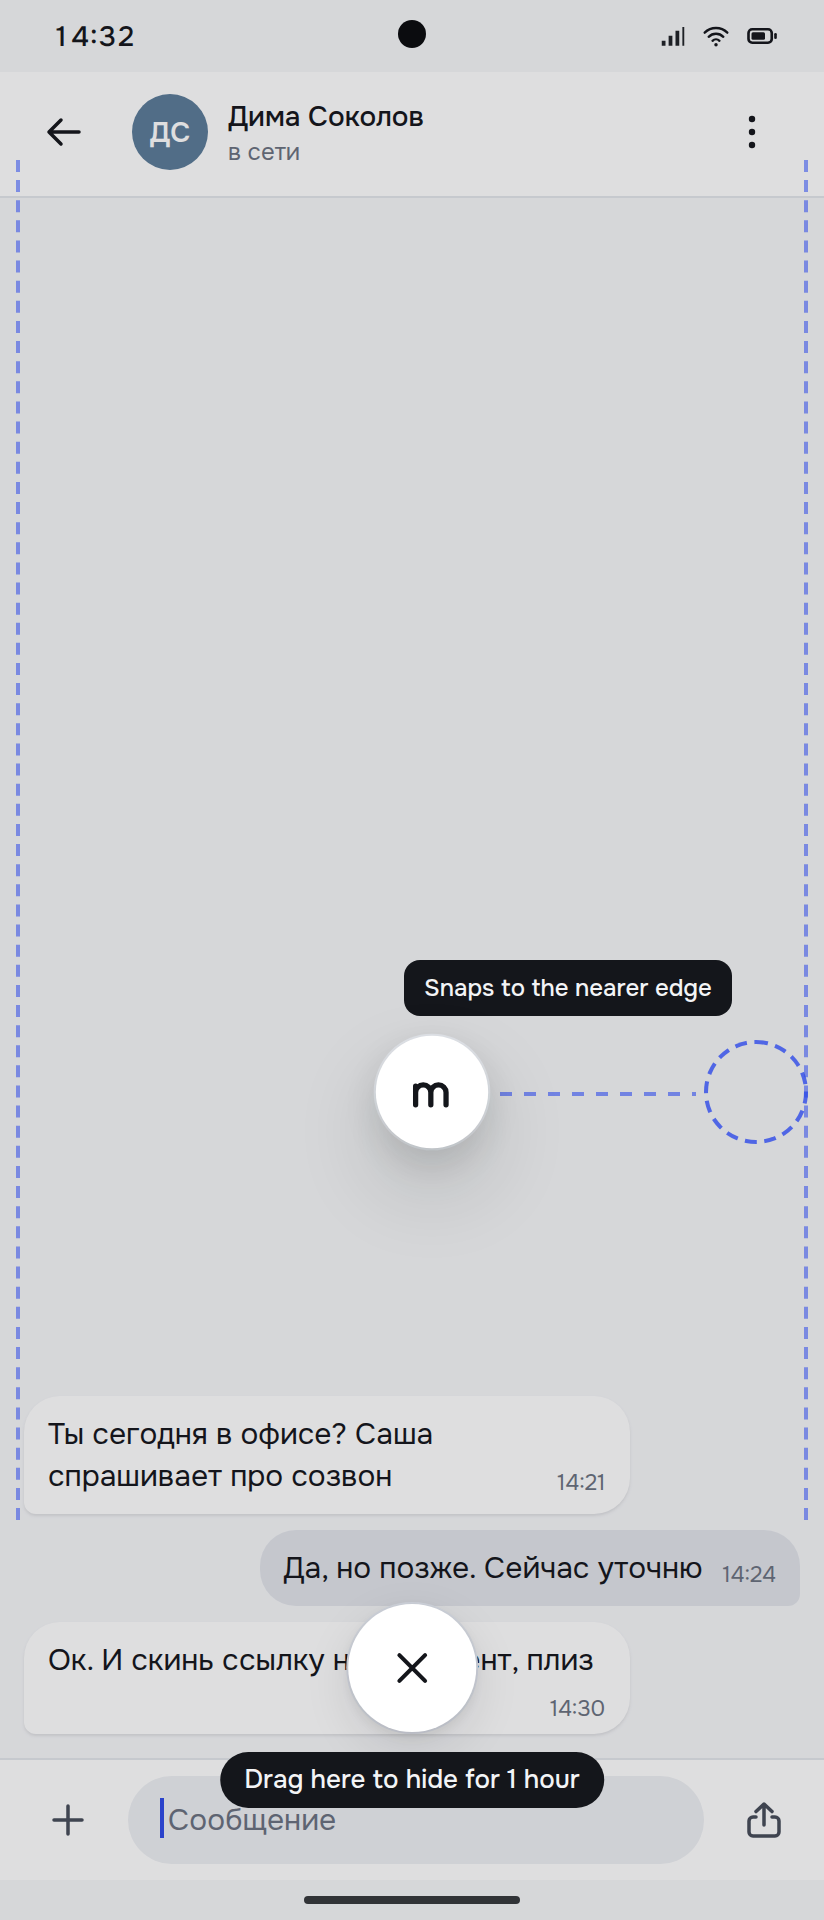 14:32
ДС
Дима Соколов
в сети
Snaps to the nearer edge
m
Ты сегодня в офисе? Саша
спрашивает про созвон
14:21
Да, но позже. Сейчас уточню
14:24
Ок. И скинь ссылку
плиз
14:30
Drag here to hide for 1 hour
Сообщение